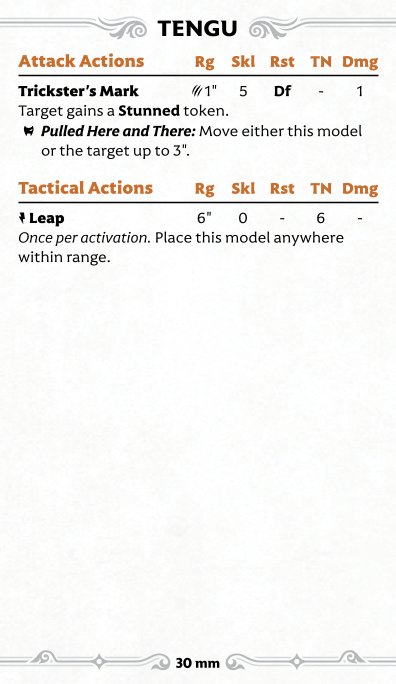 TENGU
Attack Actions Rg Skl Rst TN Dmg
Trickster's Mark 1" 5 Df - 1
Target gains a Stunned token.
Pulled Here and There: Move either this model
or the target up to 3".
Tactical Actions Rg Skl Rst TN Dmg
Leap 6" 0 - 6 -
Once per activation. Place this model anywhere
within range.
30 mm